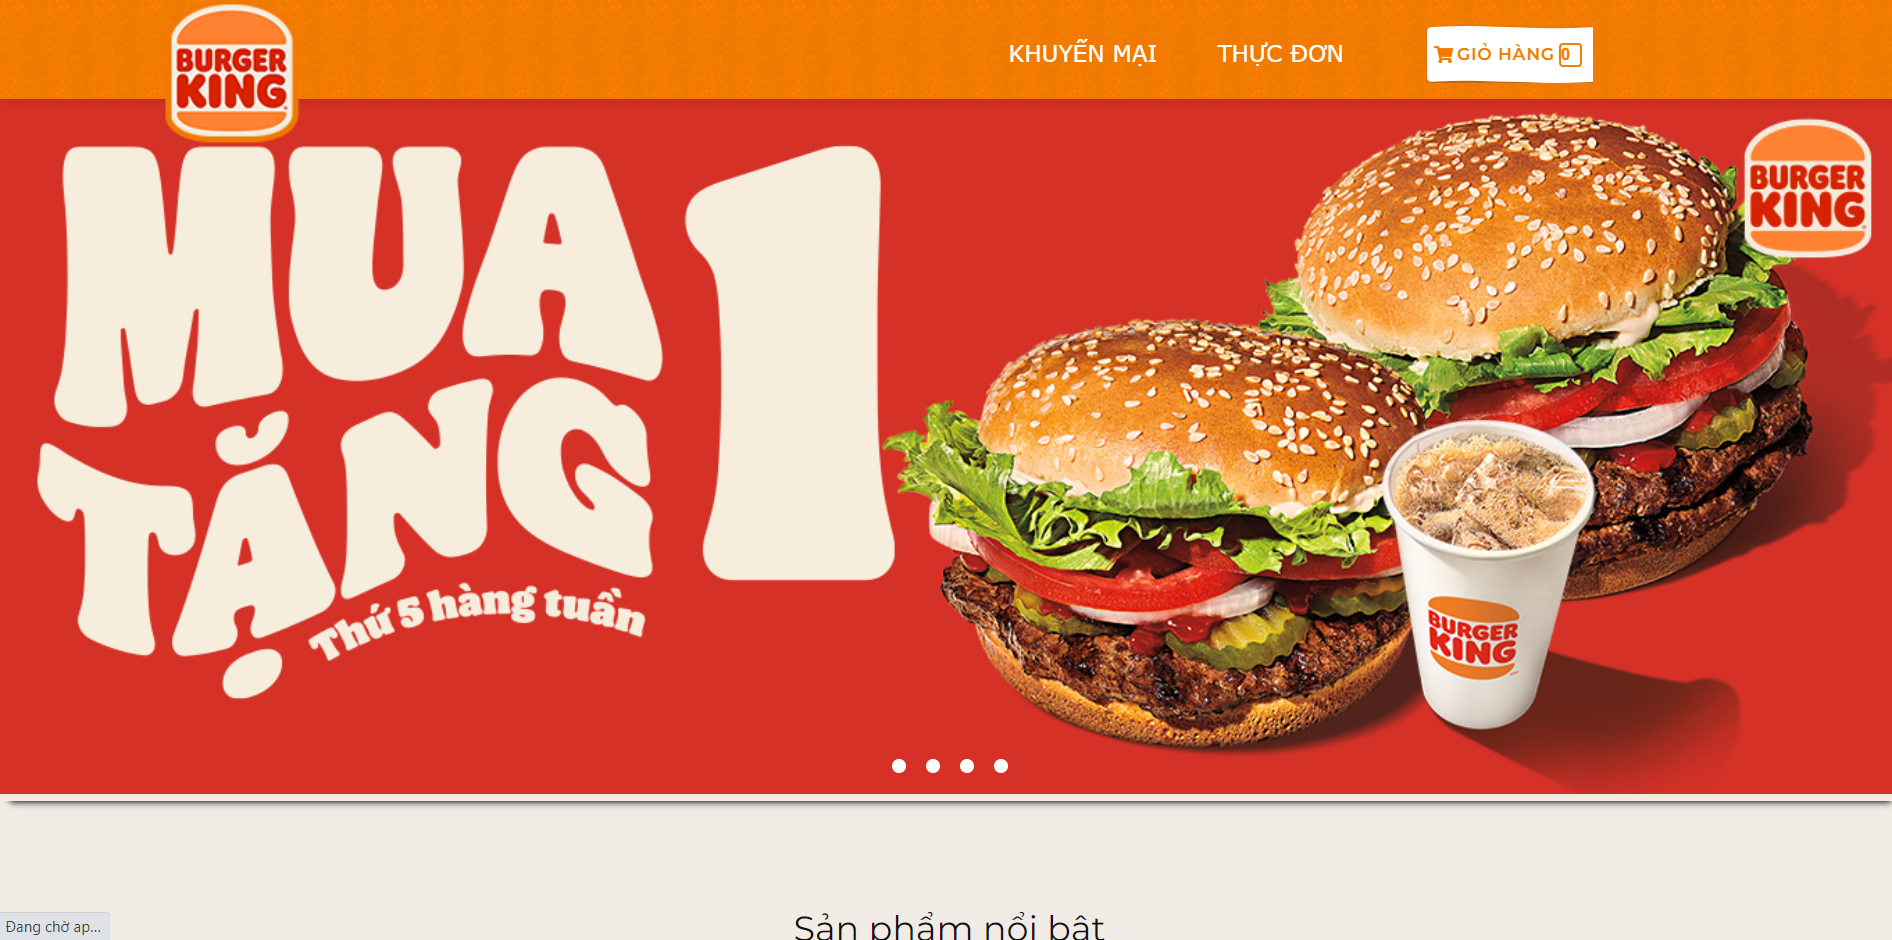 BURGER
KING
KHUYẾN MẠI
THỰC ĐƠN
GIỎ HÀNG 0
MUA 1
TẶNG 1
Thứ 5 hàng tuần
BURGER
KING
BURGER
KING
Sản phẩm nổi bật
Đang chờ ap...